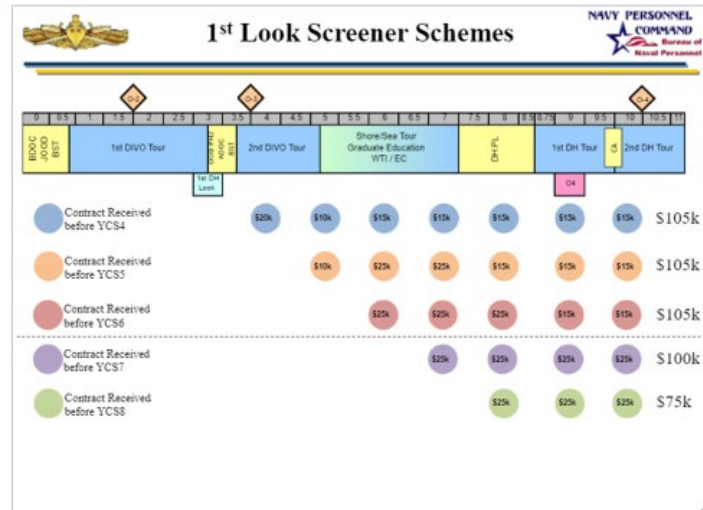 1st Look Screener Schemes
NAVY PERSONNEL
COMMAND
Bureau of
Naval Personnel
O-2
O-3
O-4
0 0.5 1 1.5 2 2.5 3 3.5 4 4.5 5 5.5 6 6.5 7 7.5 8 8.5 8.75 9 9.5 10 10.5 11
BDOC
JOOD
BST
1st DIVO Tour
ADOC
BST
2nd DIVO Tour
Shore/Sea Tour
Graduate Education
WTI / EC
DH PL
1st DH Tour
CA
2nd DH Tour
1st DH
Look
O4
Contract Received
before YCS4
$20k $10k $15k $15k $15k $15k $15k $105k
Contract Received
before YCS5
$10k $25k $25k $15k $15k $15k $105k
Contract Received
before YCS6
$25k $25k $25k $15k $15k $105k
Contract Received
before YCS7
$25k $25k $25k $25k $100k
Contract Received
before YCS8
$25k $25k $25k $75k